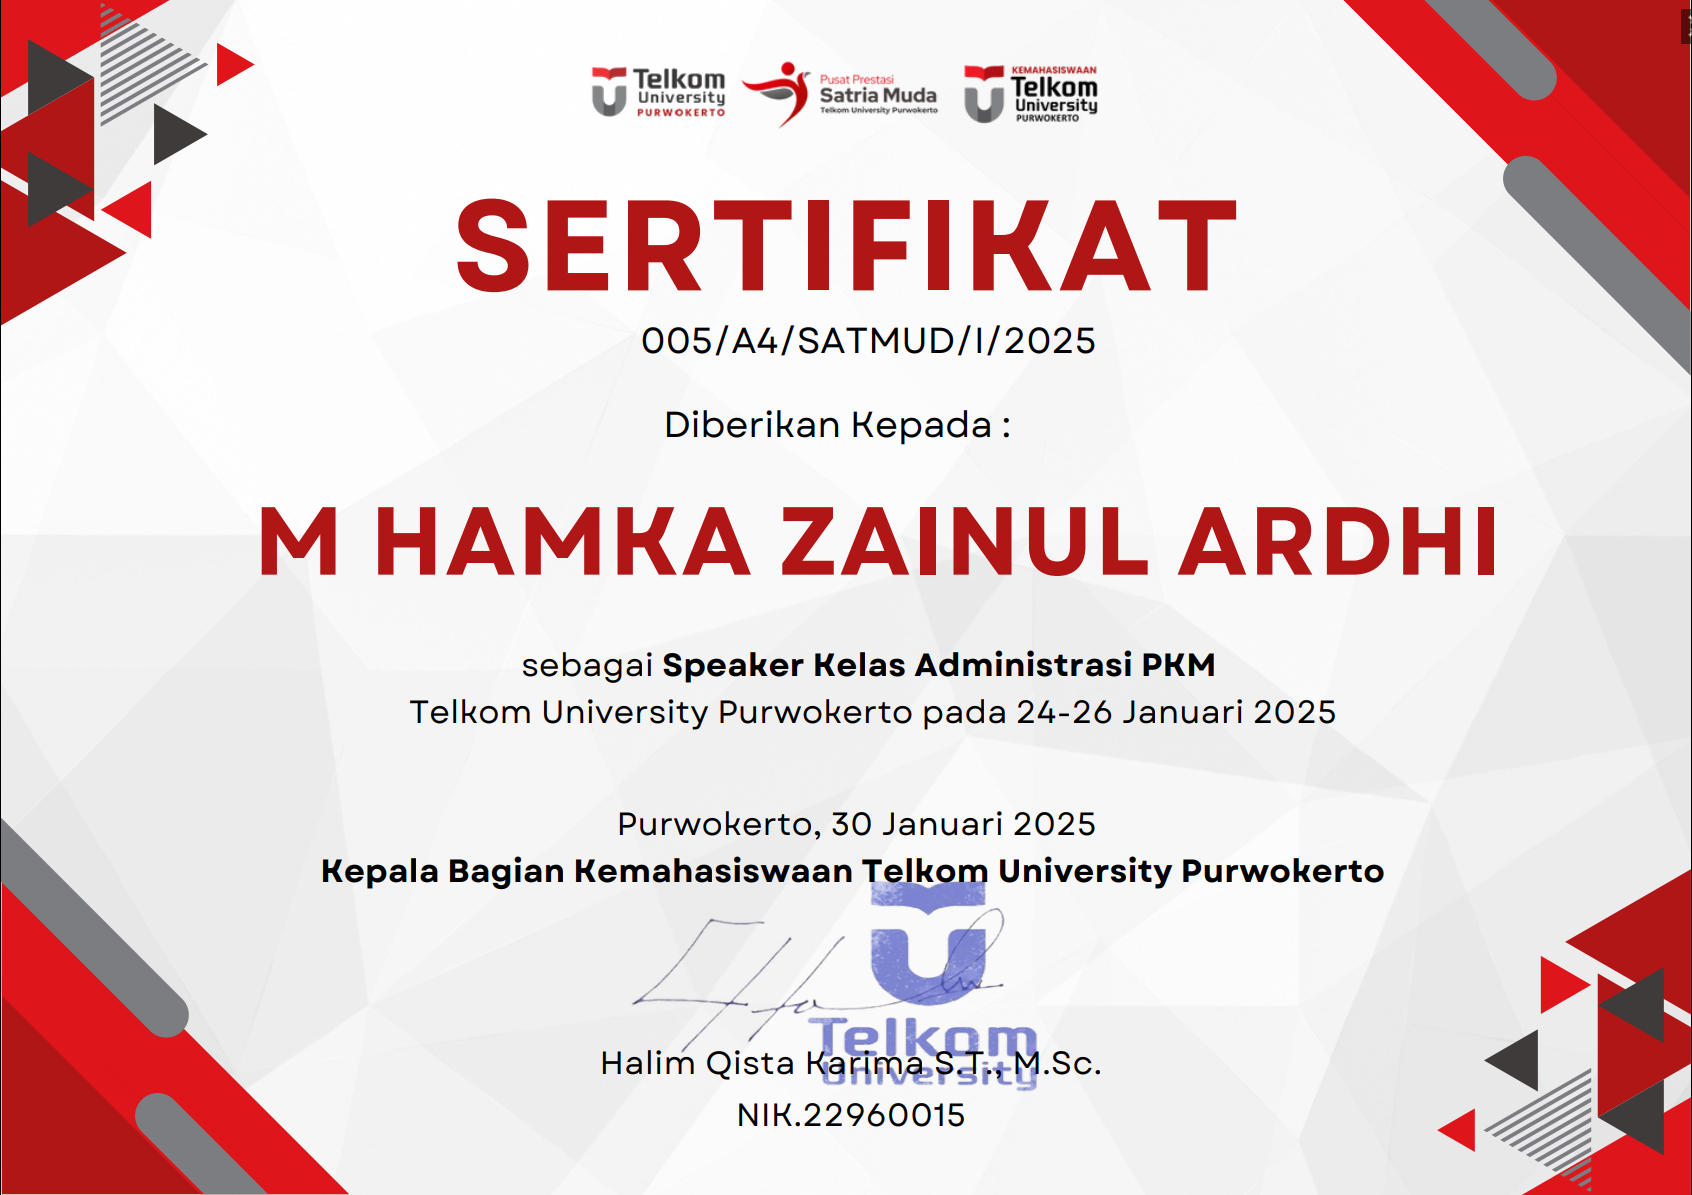 Telkom
University
PURWOKERTO
Pusat Prestasi
Satria Muda
Telkom University Purwokerto
KEMAHASISWAAN
Telkom
University
PURWOKERTO
SERTIFIKAT
005/A4/SATMUD/I/2025
Diberikan Kepada :
M HAMKA ZAINUL ARDHI
sebagai Speaker Kelas Administrasi PKM
Telkom University Purwokerto pada 24-26 Januari 2025
Purwokerto, 30 Januari 2025
Kepala Bagian Kemahasiswaan Telkom University Purwokerto
Telkom
University
Halim Qista Karima S.T., M.Sc.
NIK.22960015